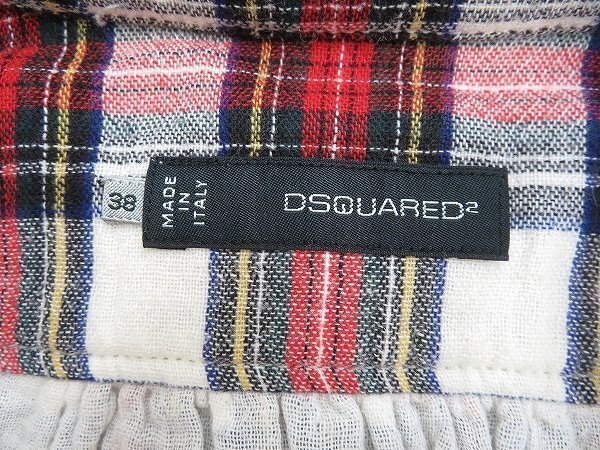 38
MADE
IN
ITALY
DSQUARED²